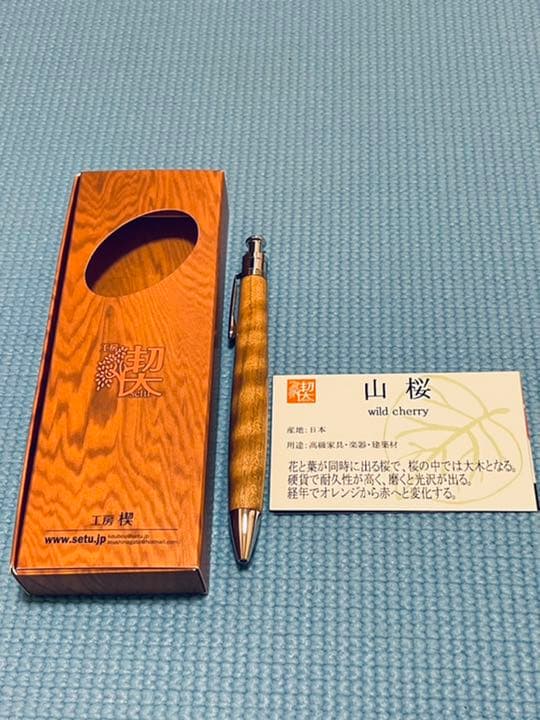 工房
楔
setu
工房 楔
www.setu.jp
山桜
wild cherry
産地:日本
用途:高級家具・楽器・建築材
花と葉が同時に出る桜で、桜の中では大木となる。
硬貨で耐久性が高く、磨くと光沢が出る。
経年でオレンジから赤へと変化する。